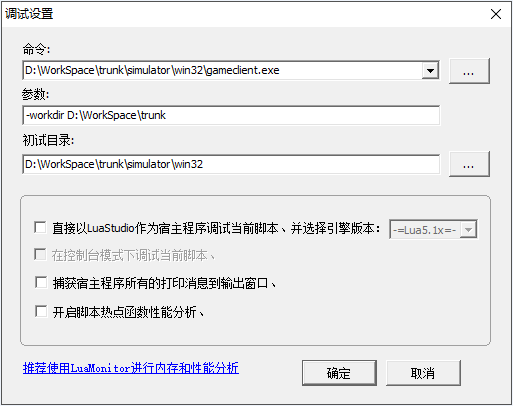 调试设置
命令:
D:\WorkSpace\trunk\simulator\win32\gameclient.exe
...
参数:
-workdir D:\WorkSpace\trunk
初试目录:
D:\WorkSpace\trunk\simulator\win32
...
直接以LuaStudio作为宿主程序调试当前脚本、并选择引擎版本:
-=Lua5.1x=-
在控制台模式下调试当前脚本、
捕获宿主程序所有的打印消息到输出窗口、
开启脚本热点函数性能分析、
推荐使用LuaMonitor进行内存和性能分析
确定
取消